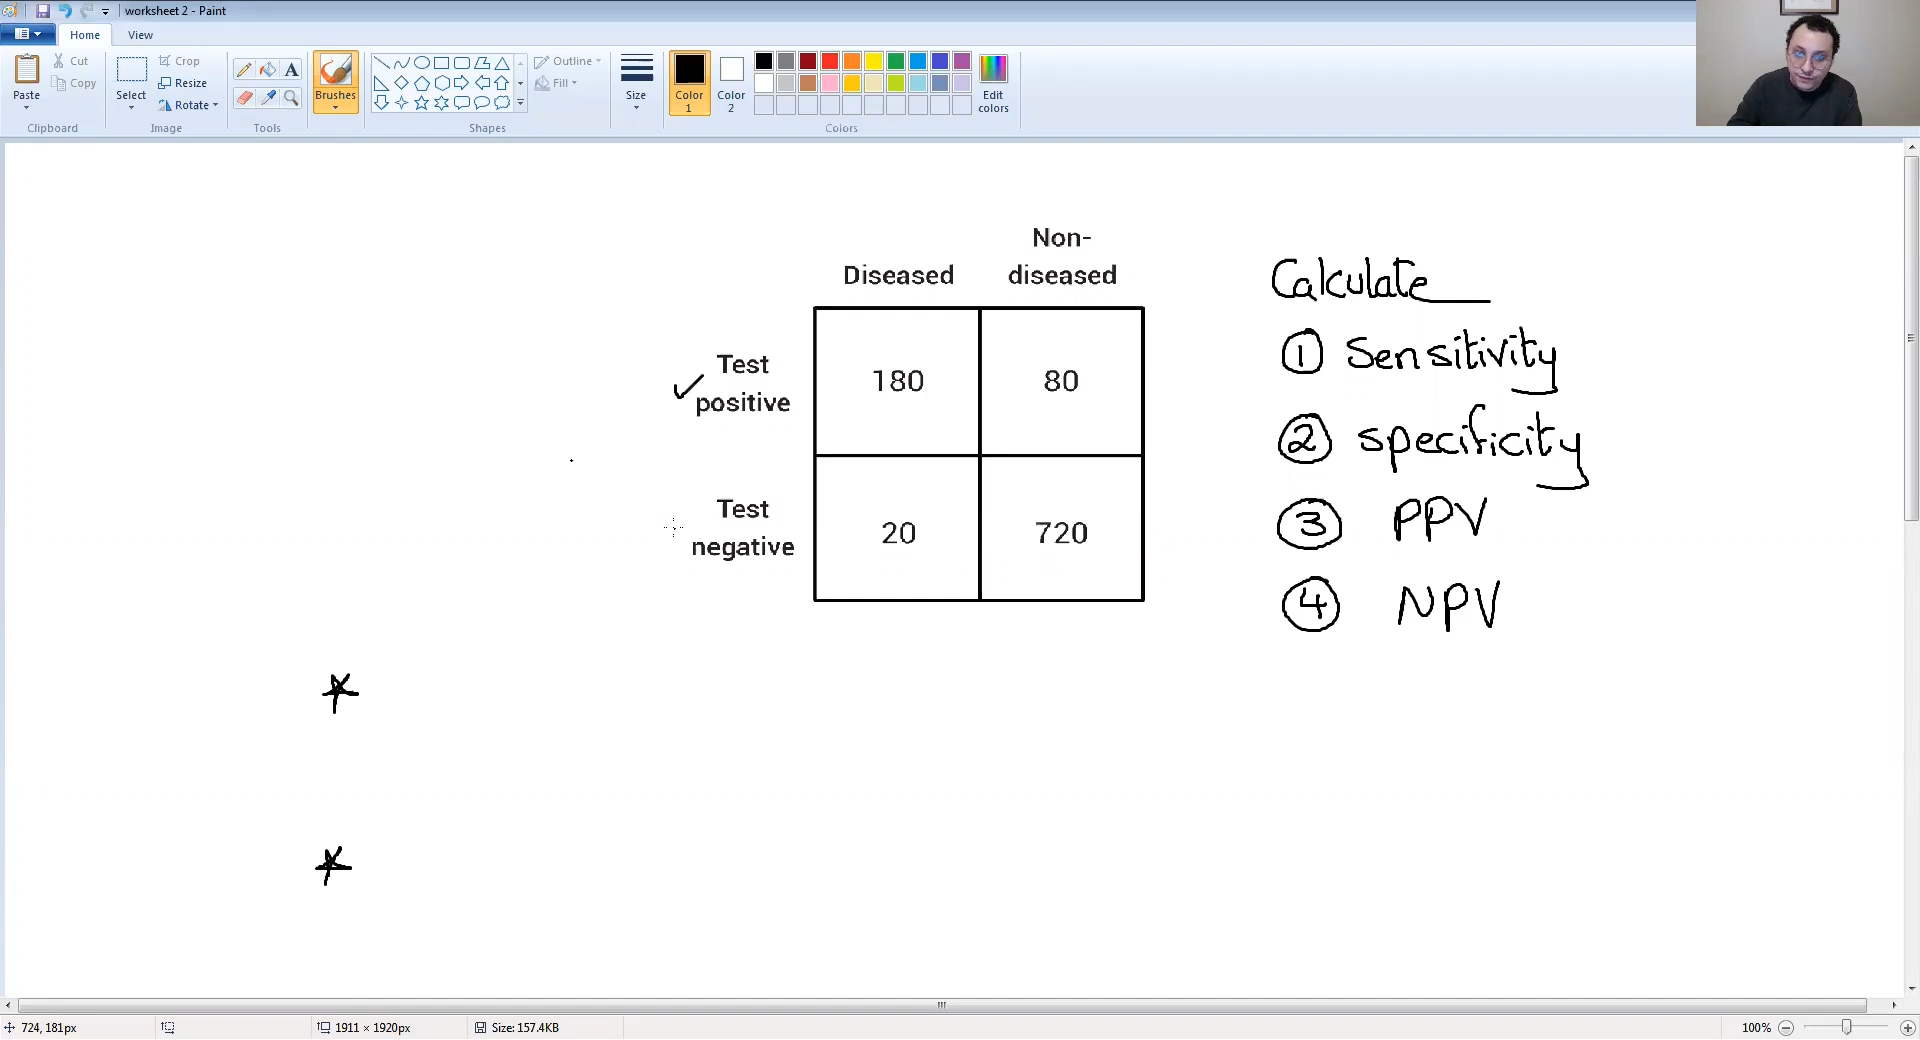 worksheet 2 - Paint
Home View
Paste
Cut
Copy
Clipboard
Select
Crop
Resize
Rotate
Image
A
Tools
Brushes
Outline
Fill
Shapes
Size
Color 1
Color 2
Edit colors
Colors
Diseased
Non-
diseased
Test
positive
180 80
Test
negative
20 720
Calculate
1 Sensitivity
2 specificity
3 PPV
4 NPV
724, 181px
1911 × 1920px
Size: 157.4KB
100%